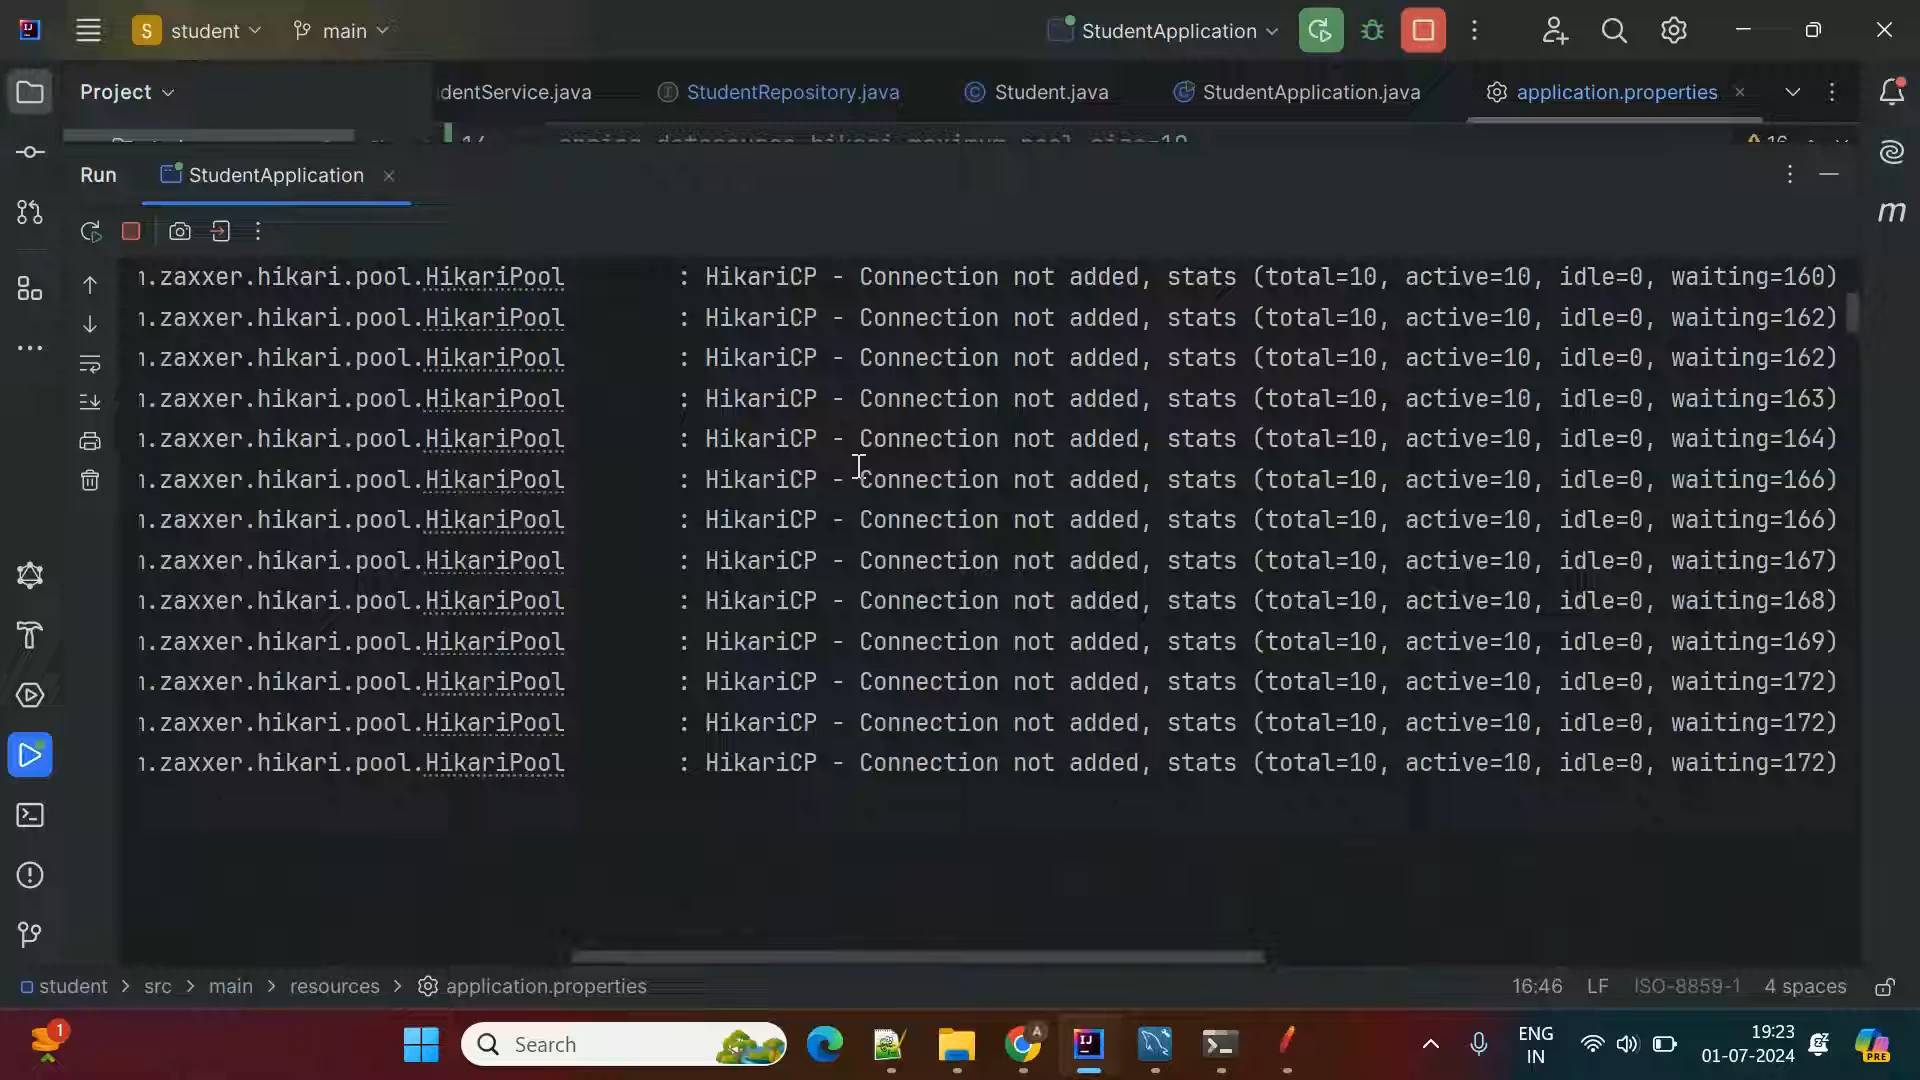 S student main StudentApplication
Project dentService.java StudentRepository.java Student.java StudentApplication.java application.properties
14 spring.datasource.hikari.maximum-pool-size=10 16
Run StudentApplication
n.zaxxer.hikari.pool.HikariPool : HikariCP - Connection not added, stats (total=10, active=10, idle=0, waiting=160)
n.zaxxer.hikari.pool.HikariPool : HikariCP - Connection not added, stats (total=10, active=10, idle=0, waiting=162)
n.zaxxer.hikari.pool.HikariPool : HikariCP - Connection not added, stats (total=10, active=10, idle=0, waiting=162)
n.zaxxer.hikari.pool.HikariPool : HikariCP - Connection not added, stats (total=10, active=10, idle=0, waiting=163)
n.zaxxer.hikari.pool.HikariPool : HikariCP - Connection not added, stats (total=10, active=10, idle=0, waiting=164)
n.zaxxer.hikari.pool.HikariPool : HikariCP - Connection not added, stats (total=10, active=10, idle=0, waiting=166)
n.zaxxer.hikari.pool.HikariPool : HikariCP - Connection not added, stats (total=10, active=10, idle=0, waiting=166)
n.zaxxer.hikari.pool.HikariPool : HikariCP - Connection not added, stats (total=10, active=10, idle=0, waiting=167)
n.zaxxer.hikari.pool.HikariPool : HikariCP - Connection not added, stats (total=10, active=10, idle=0, waiting=168)
n.zaxxer.hikari.pool.HikariPool : HikariCP - Connection not added, stats (total=10, active=10, idle=0, waiting=169)
n.zaxxer.hikari.pool.HikariPool : HikariCP - Connection not added, stats (total=10, active=10, idle=0, waiting=172)
n.zaxxer.hikari.pool.HikariPool : HikariCP - Connection not added, stats (total=10, active=10, idle=0, waiting=172)
n.zaxxer.hikari.pool.HikariPool : HikariCP - Connection not added, stats (total=10, active=10, idle=0, waiting=172)
student > src > main > resources > application.properties 16:46 LF ISO-8859-1 4 spaces
1 Search A ENG 19:23
IN 01-07-2024 PRE